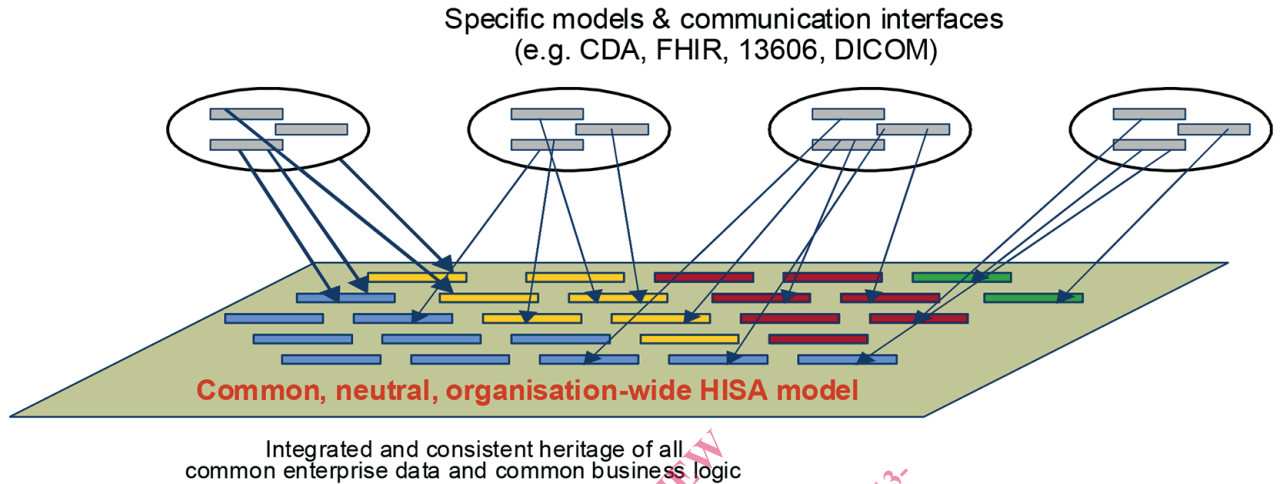 Specific models & communication interfaces
(e.g. CDA, FHIR, 13606, DICOM)
Common, neutral, organisation-wide HISA model
Integrated and consistent heritage of all
common enterprise data and common business logic